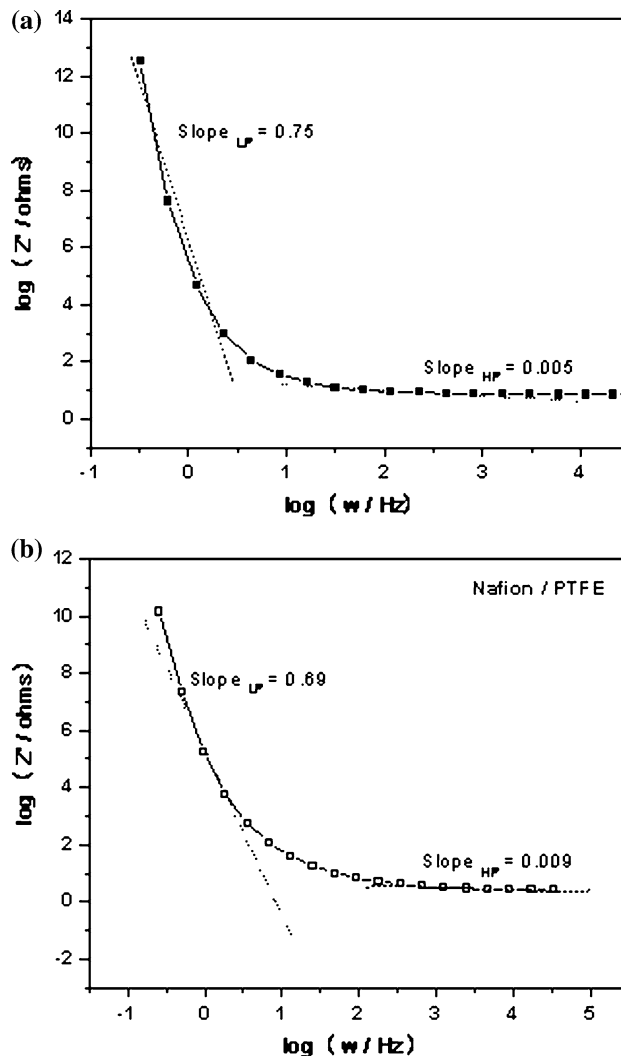 (a)
14
12
10
8
6
4
2
0
log (Z'/ohms)
Slope LF = 0.75
Slope HF = 0.005
-1
0
1
2
3
4
log (w/Hz)
(b)
12
10
8
6
4
2
0
-2
log (Z'/ohms)
Nafion / PTFE
Slope LF = 0.69
Slope HF = 0.009
-1
0
1
2
3
4
5
log (w/Hz)